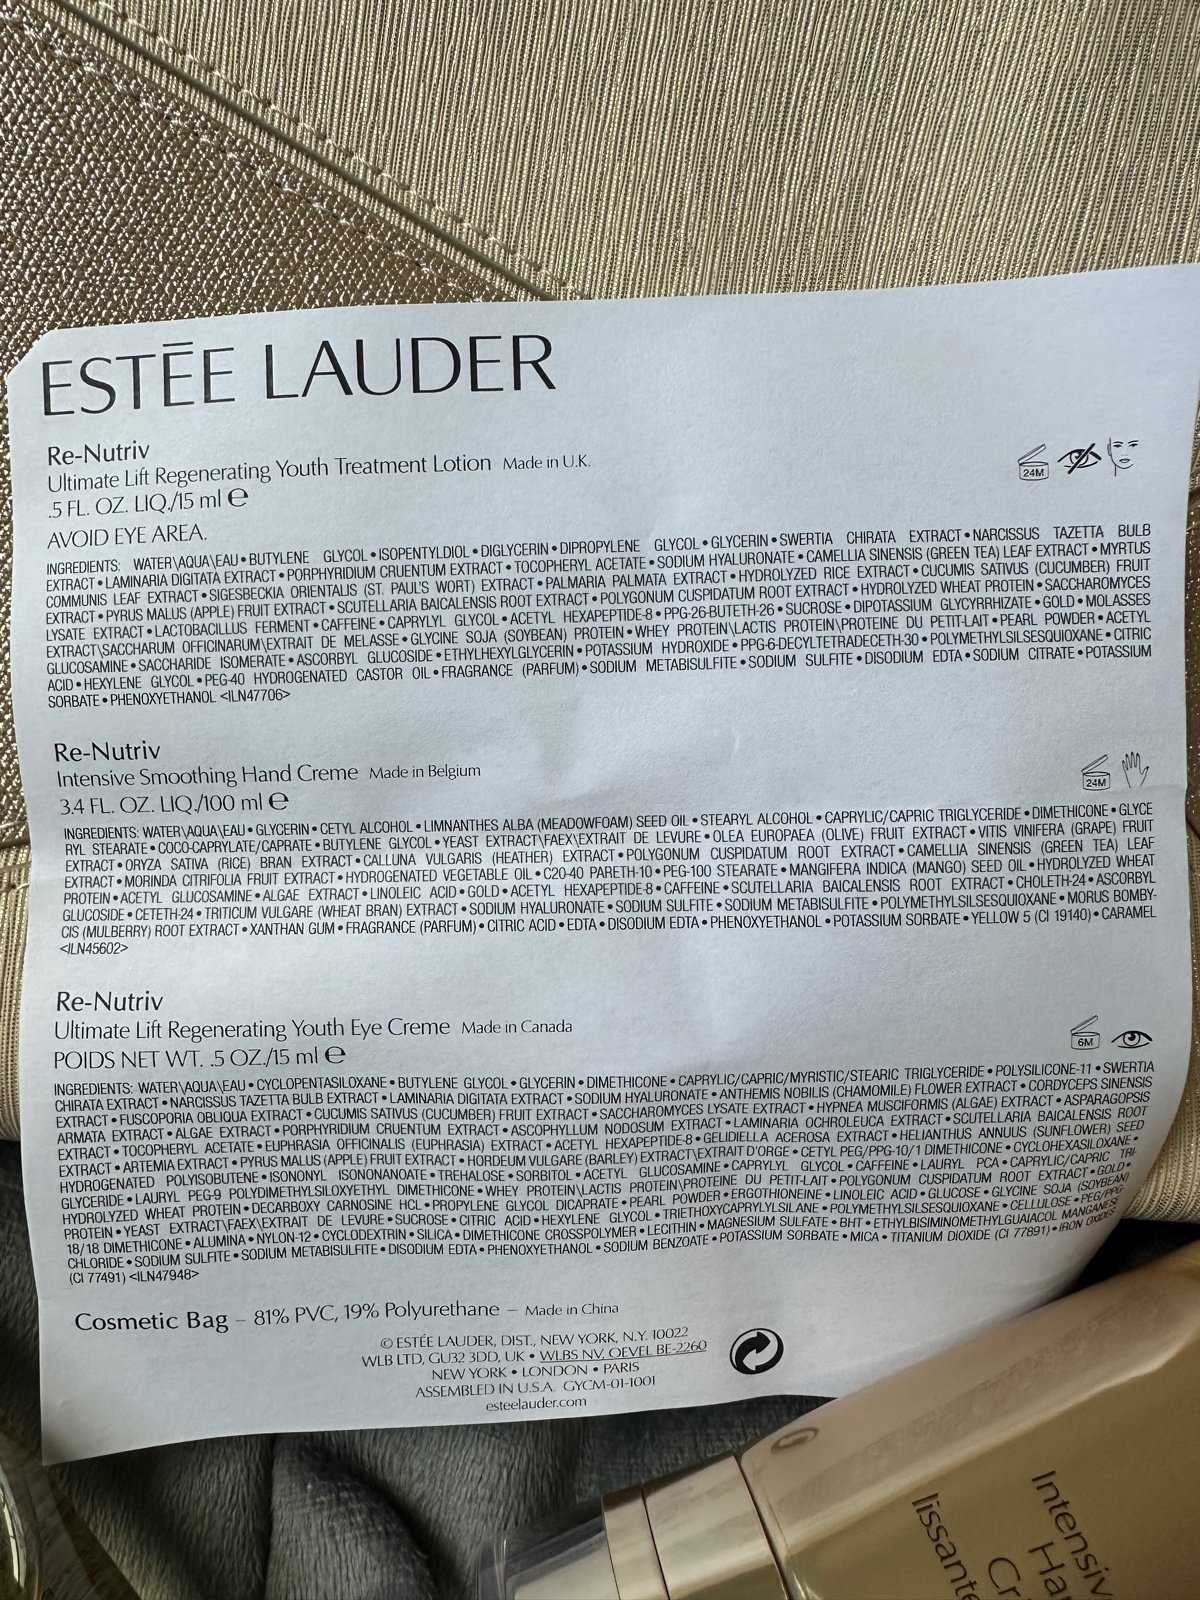 ESTĒE LAUDER
Re-Nutriv
Ultimate Lift Regenerating Youth Treatment Lotion Made in U.K.
.5 FL. OZ. LIQ./15 ml ℮
24M
AVOID EYE AREA.
INGREDIENTS: WATER\AQUA\EAU • BUTYLENE GLYCOL • ISOPENTYLDIOL • DIGLYCERIN • DIPROPYLENE GLYCOL • GLYCERIN • SWERTIA CHIRATA EXTRACT • NARCISSUS TAZETTA BULB
EXTRACT • LAMINARIA DIGITATA EXTRACT • PORPHYRIDIUM CRUENTUM EXTRACT • TOCOPHERYL ACETATE • SODIUM HYALURONATE • CAMELLIA SINENSIS (GREEN TEA) LEAF EXTRACT • MYRTUS
COMMUNIS LEAF EXTRACT • SIGESBECKIA ORIENTALIS (ST. PAUL'S WORT) EXTRACT • PALMARIA PALMATA EXTRACT • HYDROLYZED RICE EXTRACT • CUCUMIS SATIVUS (CUCUMBER) FRUIT
EXTRACT • PYRUS MALUS (APPLE) FRUIT EXTRACT • SCUTELLARIA BAICALENSIS ROOT EXTRACT • POLYGONUM CUSPIDATUM ROOT EXTRACT • HYDROLYZED WHEAT PROTEIN • SACCHAROMYCES
LYSATE EXTRACT • LACTOBACILLUS FERMENT • CAFFEINE • CAPRYLYL GLYCOL • ACETYL HEXAPEPTIDE-8 • PPG-26-BUTETH-26 • SUCROSE • DIPOTASSIUM GLYCYRRHIZATE • GOLD • MOLASSES
EXTRACT\SACCHARUM OFFICINARUM\EXTRAIT DE MELASSE • GLYCINE SOJA (SOYBEAN) PROTEIN • WHEY PROTEIN\LACTIS PROTEIN\PROTÉINE DU PETIT-LAIT • PEARL POWDER • ACETYL
GLUCOSAMINE • SACCHARIDE ISOMERATE • ASCORBYL GLUCOSIDE • ETHYLHEXYLGLYCERIN • POTASSIUM HYDROXIDE • PPG-6-DECYLTETRADECETH-30 • POLYMETHYLSILSESQUIOXANE • CITRIC
ACID • HEXYLENE GLYCOL • PEG-40 HYDROGENATED CASTOR OIL • FRAGRANCE (PARFUM) • SODIUM METABISULFITE • SODIUM SULFITE • DISODIUM EDTA • SODIUM CITRATE • POTASSIUM
SORBATE • PHENOXYETHANOL <ILN47706>
Re-Nutriv
Intensive Smoothing Hand Creme Made in Belgium
3.4 FL. OZ. LIQ./100 ml ℮
24M
INGREDIENTS: WATER\AQUA\EAU • GLYCERIN • CETYL ALCOHOL • LIMNANTHES ALBA (MEADOWFOAM) SEED OIL • STEARYL ALCOHOL • CAPRYLIC/CAPRIC TRIGLYCERIDE • DIMETHICONE • GLYCE
RYL STEARATE • COCO-CAPRYLATE/CAPRATE • BUTYLENE GLYCOL • YEAST EXTRACT\FAEX\EXTRAIT DE LEVURE • OLEA EUROPAEA (OLIVE) FRUIT EXTRACT • VITIS VINIFERA (GRAPE) FRUIT
EXTRACT • ORYZA SATIVA (RICE) BRAN EXTRACT • CALLUNA VULGARIS (HEATHER) EXTRACT • POLYGONUM CUSPIDATUM ROOT EXTRACT • CAMELLIA SINENSIS (GREEN TEA) LEAF
EXTRACT • MORINDA CITRIFOLIA FRUIT EXTRACT • HYDROGENATED VEGETABLE OIL • C20-40 PARETH-10 • PEG-100 STEARATE • MANGIFERA INDICA (MANGO) SEED OIL • HYDROLYZED WHEAT
PROTEIN • ACETYL GLUCOSAMINE • ALGAE EXTRACT • LINOLEIC ACID • GOLD • ACETYL HEXAPEPTIDE-8 • CAFFEINE • SCUTELLARIA BAICALENSIS ROOT EXTRACT • CHOLETH-24 • ASCORBYL
GLUCOSIDE • CETETH-24 • TRITICUM VULGARE (WHEAT BRAN) EXTRACT • SODIUM HYALURONATE • SODIUM SULFITE • SODIUM METABISULFITE • POLYMETHYLSILSESQUIOXANE • MORUS BOMBY-
CIS (MULBERRY) ROOT EXTRACT • XANTHAN GUM • FRAGRANCE (PARFUM) • CITRIC ACID • EDTA • DISODIUM EDTA • PHENOXYETHANOL • POTASSIUM SORBATE • YELLOW 5 (CI 19140) • CARAMEL
<ILN45602>
Re-Nutriv
Ultimate Lift Regenerating Youth Eye Creme Made in Canada
POIDS NET WT. .5 OZ./15 ml ℮
6M
INGREDIENTS: WATER\AQUA\EAU • CYCLOPENTASILOXANE • BUTYLENE GLYCOL • GLYCERIN • DIMETHICONE • CAPRYLIC/CAPRIC/MYRISTIC/STEARIC TRIGLYCERIDE • POLYSILICONE-11 • SWERTIA
CHIRATA EXTRACT • NARCISSUS TAZETTA BULB EXTRACT • LAMINARIA DIGITATA EXTRACT • SODIUM HYALURONATE • ANTHEMIS NOBILIS (CHAMOMILE) FLOWER EXTRACT • CORDYCEPS SINENSIS
EXTRACT • FUSCOPORIA OBLIQUA EXTRACT • CUCUMIS SATIVUS (CUCUMBER) FRUIT EXTRACT • SACCHAROMYCES LYSATE EXTRACT • HYPNEA MUSCIFORMIS (ALGAE) EXTRACT • ASPARAGOPSIS
ARMATA EXTRACT • ALGAE EXTRACT • PORPHYRIDIUM CRUENTUM EXTRACT • ASCOPHYLLUM NODOSUM EXTRACT • LAMINARIA OCHROLEUCA EXTRACT • SCUTELLARIA BAICALENSIS ROOT
EXTRACT • TOCOPHERYL ACETATE • EUPHRASIA OFFICINALIS (EUPHRASIA) EXTRACT • ACETYL HEXAPEPTIDE-8 • GELIDIELLA ACEROSA EXTRACT • HELIANTHUS ANNUUS (SUNFLOWER) SEED
EXTRACT • ARTEMIA EXTRACT • PYRUS MALUS (APPLE) FRUIT EXTRACT • HORDEUM VULGARE (BARLEY) EXTRACT\EXTRAIT D'ORGE • CETYL PEG/PPG-10/1 DIMETHICONE • CYCLOHEXASILOXANE •
HYDROGENATED POLYISOBUTENE • ISONONYL ISONONANOATE • TREHALOSE • SORBITOL • ACETYL GLUCOSAMINE • CAPRYLYL GLYCOL • CAFFEINE • LAURYL PCA • CAPRYLIC/CAPRIC TRI-
GLYCERIDE • LAURYL PEG-9 POLYDIMETHYLSILOXYETHYL DIMETHICONE • WHEY PROTEIN\LACTIS PROTEIN\PROTÉINE DU PETIT-LAIT • POLYGONUM CUSPIDATUM ROOT EXTRACT • GOLD •
HYDROLYZED WHEAT PROTEIN • DECARBOXY CARNOSINE HCL • PROPYLENE GLYCOL DICAPRATE • PEARL POWDER • ERGOTHIONEINE • LINOLEIC ACID • GLUCOSE • GLYCINE SOJA (SOYBEAN)
PROTEIN • YEAST EXTRACT\FAEX\EXTRAIT DE LEVURE • SUCROSE • CITRIC ACID • HEXYLENE GLYCOL • TRIETHOXYCAPRYLYLSILANE • POLYMETHYLSILSESQUIOXANE • CELLULOSE • PEG/PPG-
18/18 DIMETHICONE • ALUMINA • NYLON-12 • CYCLODEXTRIN • SILICA • DIMETHICONE CROSSPOLYMER • LECITHIN • MAGNESIUM SULFATE • BHT • ETHYLBISIMINOMETHYLGUAIACOL MANGANESE
CHLORIDE • SODIUM SULFITE • SODIUM METABISULFITE • DISODIUM EDTA • PHENOXYETHANOL • SODIUM BENZOATE • POTASSIUM SORBATE • MICA • TITANIUM DIOXIDE (CI 77891) • IRON OXIDES
(CI 77491) <ILN47948>
Cosmetic Bag – 81% PVC, 19% Polyurethane – Made in China
© ESTÉE LAUDER, DIST., NEW YORK, N.Y. 10022
WLB LTD, GU32 3DD, UK • WLBS NV, OEVEL BE-2260
NEW YORK • LONDON • PARIS
ASSEMBLED IN U.S.A. GYCM-01-1001
esteelauder.com
Intensiv
Ha
Cr
lissante